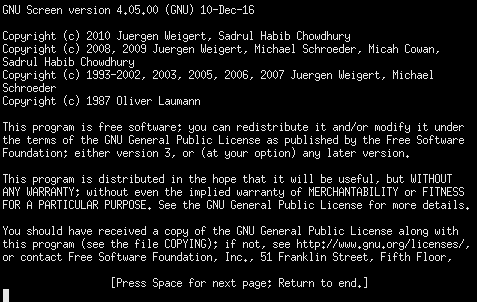 GNU Screen version 4.05.00 (GNU) 10-Dec-16
Copyright (c) 2010 Juergen Weigert, Sadrul Habib Chowdhury
Copyright (c) 2008, 2009 Juergen Weigert, Michael Schroeder, Micah Cowan,
Sadrul Habib Chowdhury
Copyright (c) 1993-2002, 2003, 2005, 2006, 2007 Juergen Weigert, Michael
Schroeder
Copyright (c) 1987 Oliver Laumann
This program is free software; you can redistribute it and/or modify it under
the terms of the GNU General Public License as published by the Free Software
Foundation; either version 3, or (at your option) any later version.
This program is distributed in the hope that it will be useful, but WITHOUT
ANY WARRANTY; without even the implied warranty of MERCHANTABILITY or FITNESS
FOR A PARTICULAR PURPOSE. See the GNU General Public License for more details.
You should have received a copy of the GNU General Public License along with
this program (see the file COPYING); if not, see http://www.gnu.org/licenses/,
or contact Free Software Foundation, Inc., 51 Franklin Street, Fifth Floor,
[Press Space for next page; Return to end.]